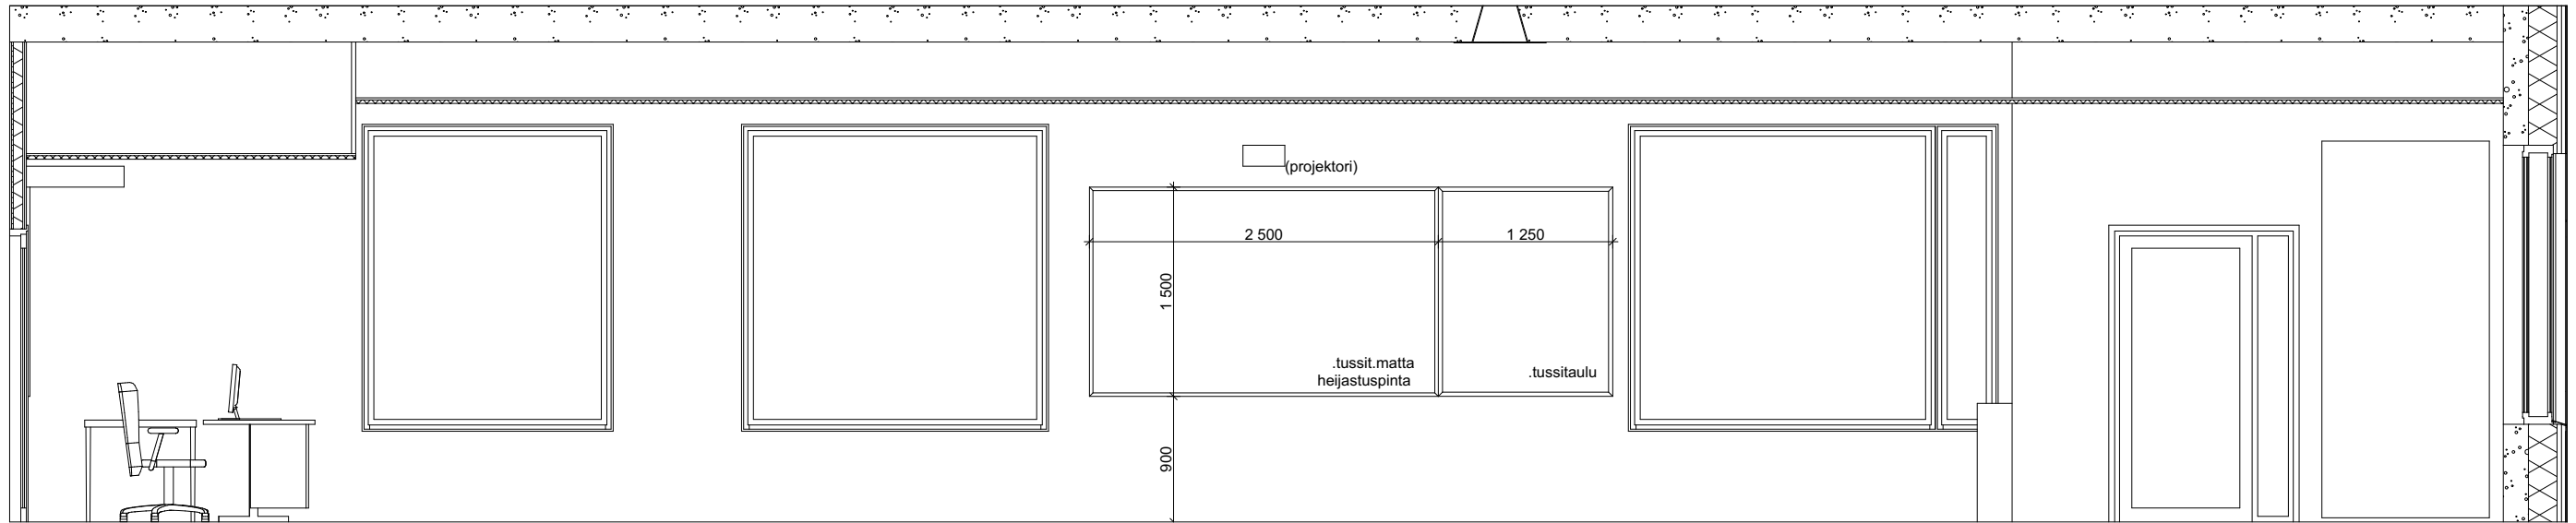 (projektori)
2 500
1 250
1 500
.tussit.matta
heijastuspinta
.tussitaulu
900